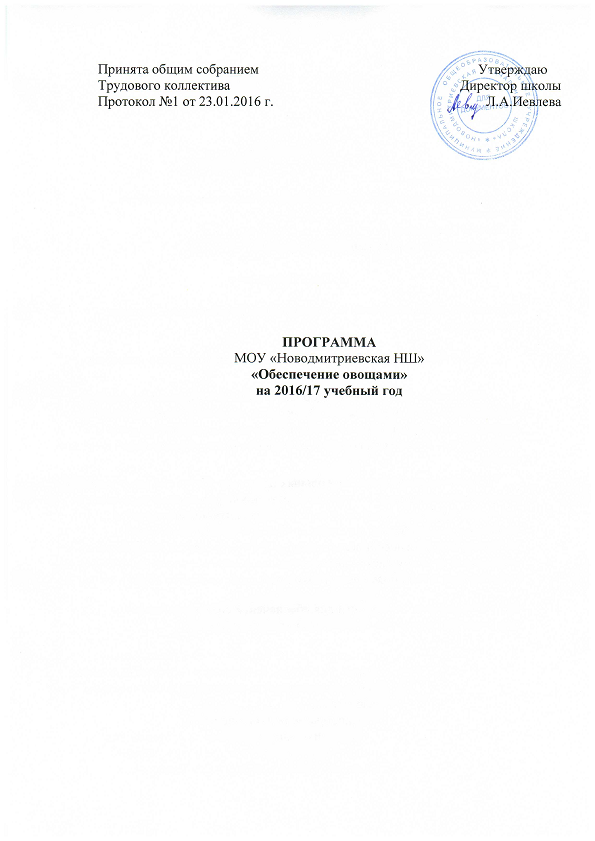 Принята общим собранием
Трудового коллектива
Протокол №1 от 23.01.2016 г.
Утверждаю
Директор школы
Л.А.Иевлева
ПРОГРАММА
МОУ «Новодмитриевская НШ»
«Обеспечение овощами»
на 2016/17 учебный год